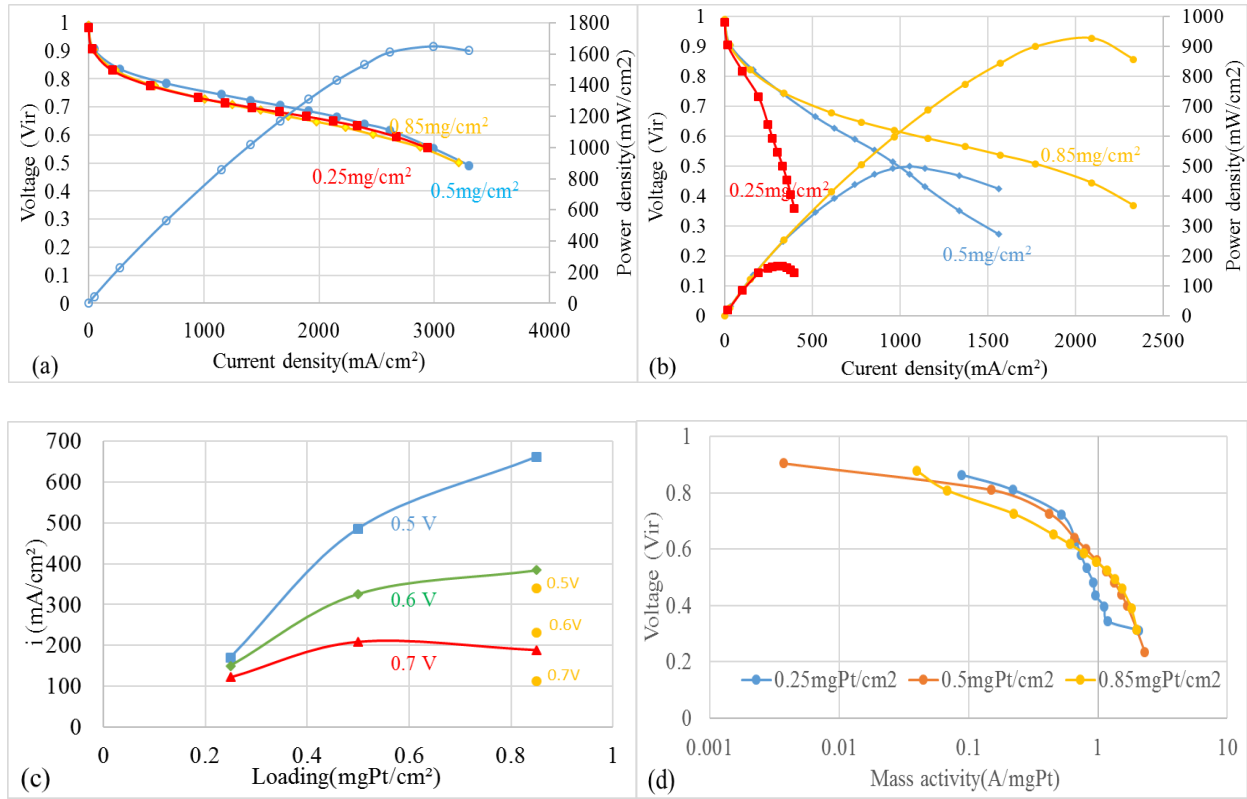 1
0.9
0.8
0.7
0.6
0.5
0.4
0.3
0.2
0.1
0
Voltage (Vir)
1800
1600
1400
1200
1000
800
600
400
200
0
Power density(mW/cm2)
0.85mg/cm²
0.25mg/cm²
0.5mg/cm²
0 1000 2000 3000 4000
Current density(mA/cm²)
(a)
1
0.9
0.8
0.7
0.6
0.5
0.4
0.3
0.2
0.1
0
Voltage (Vir)
1000
900
800
700
600
500
400
300
200
100
0
Power density(mW/cm2)
0.85mg/cm²
0.25mg/cm²
0.5mg/cm²
0 500 1000 1500 2000 2500
Curent density(mA/cm²)
(b)
700
600
500
400
300
200
100
0
i (mA/cm²)
0.5 V
0.6 V
0.7 V
0.5V
0.6V
0.7V
0 0.2 0.4 0.6 0.8 1
Loading(mgPt/cm²)
(c)
1
0.8
0.6
0.4
0.2
0
Voltage (Vir)
0.25mgPt/cm2 0.5mgPt/cm2 0.85mgPt/cm2
0.001 0.01 0.1 1 10
Mass activity(A/mgPt)
(d)